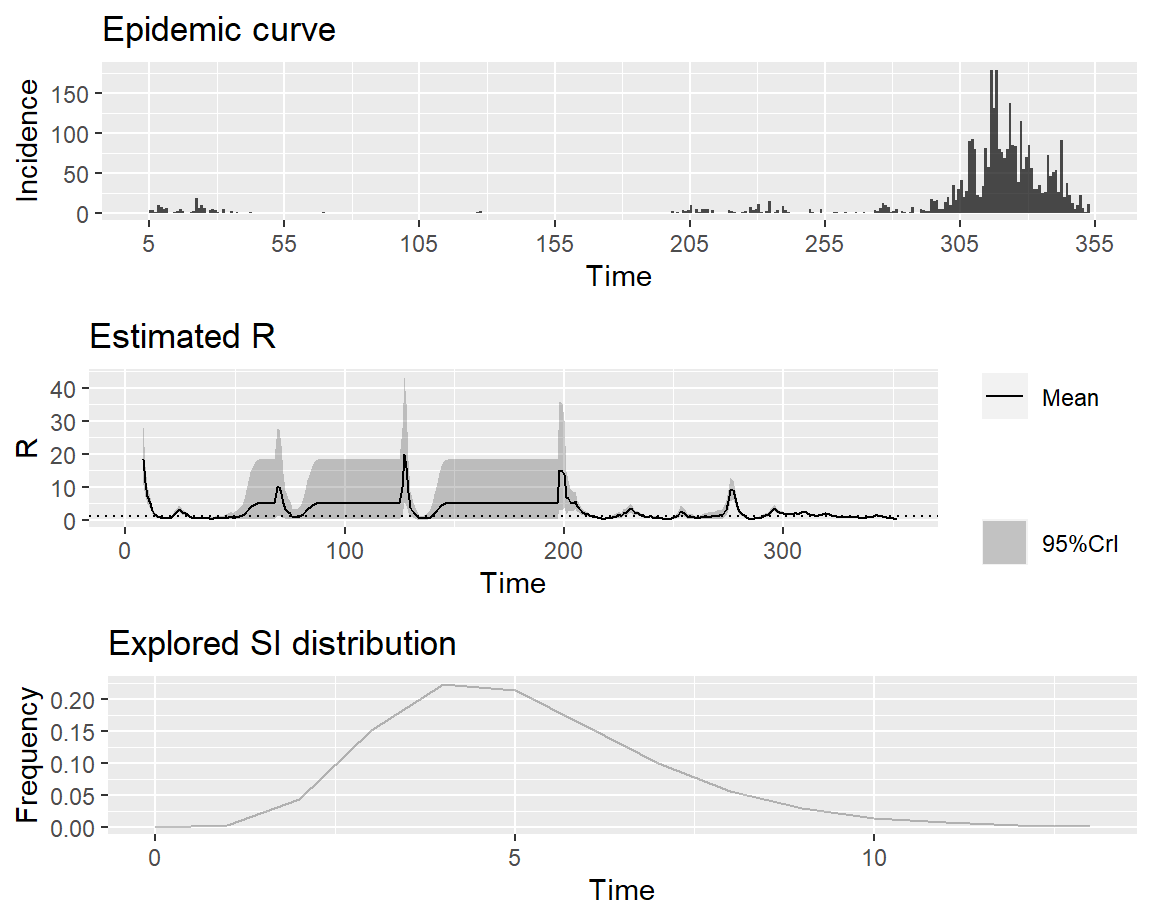 Epidemic curve
Incidence
150
100
50
0
5 55 105 155 205 255 305 355
Time
Estimated R
R
40
30
20
10
0
0 100 200 300
Time
Mean
95%CrI
Explored SI distribution
Frequency
0.20
0.15
0.10
0.05
0.00
0 5 10
Time